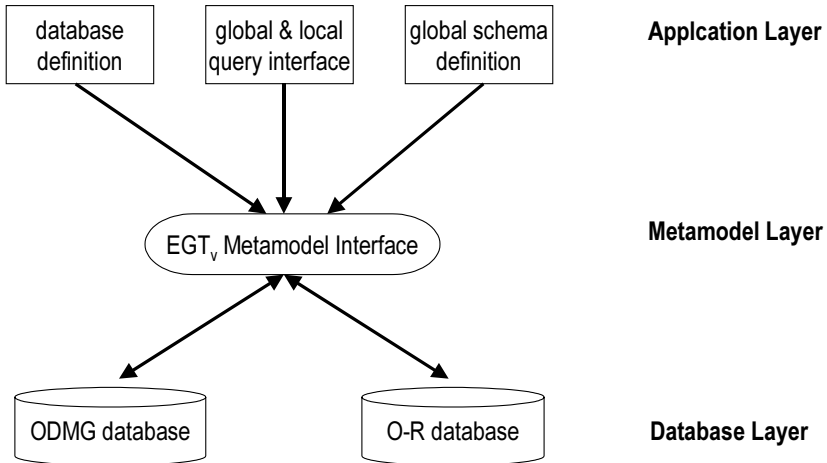 database
definition
global & local
query interface
global schema
definition
Applcation Layer
EGTv Metamodel Interface
Metamodel Layer
ODMG database
O-R database
Database Layer